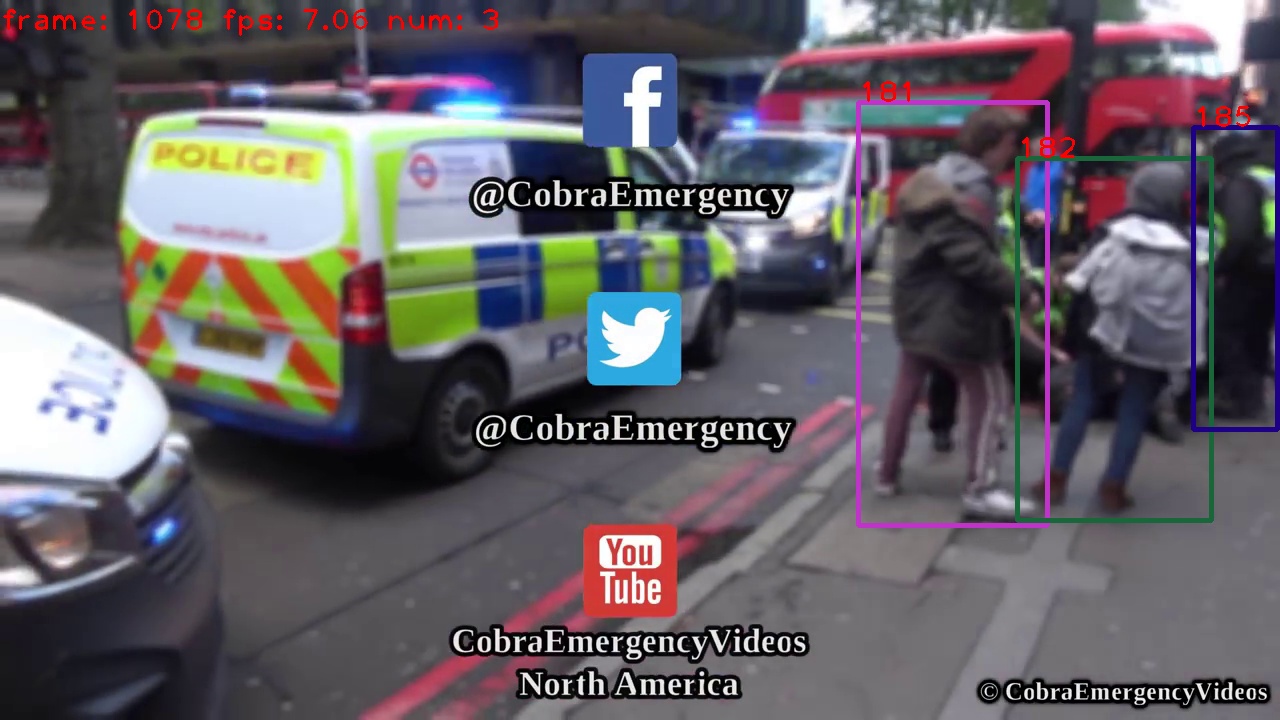 frame: 1078 fps: 7.06 num: 3
181
185
182
POLICE
f
@CobraEmergency
@CobraEmergency
You
Tube
CobraEmergencyVideos
North America
© CobraEmergencyVideos